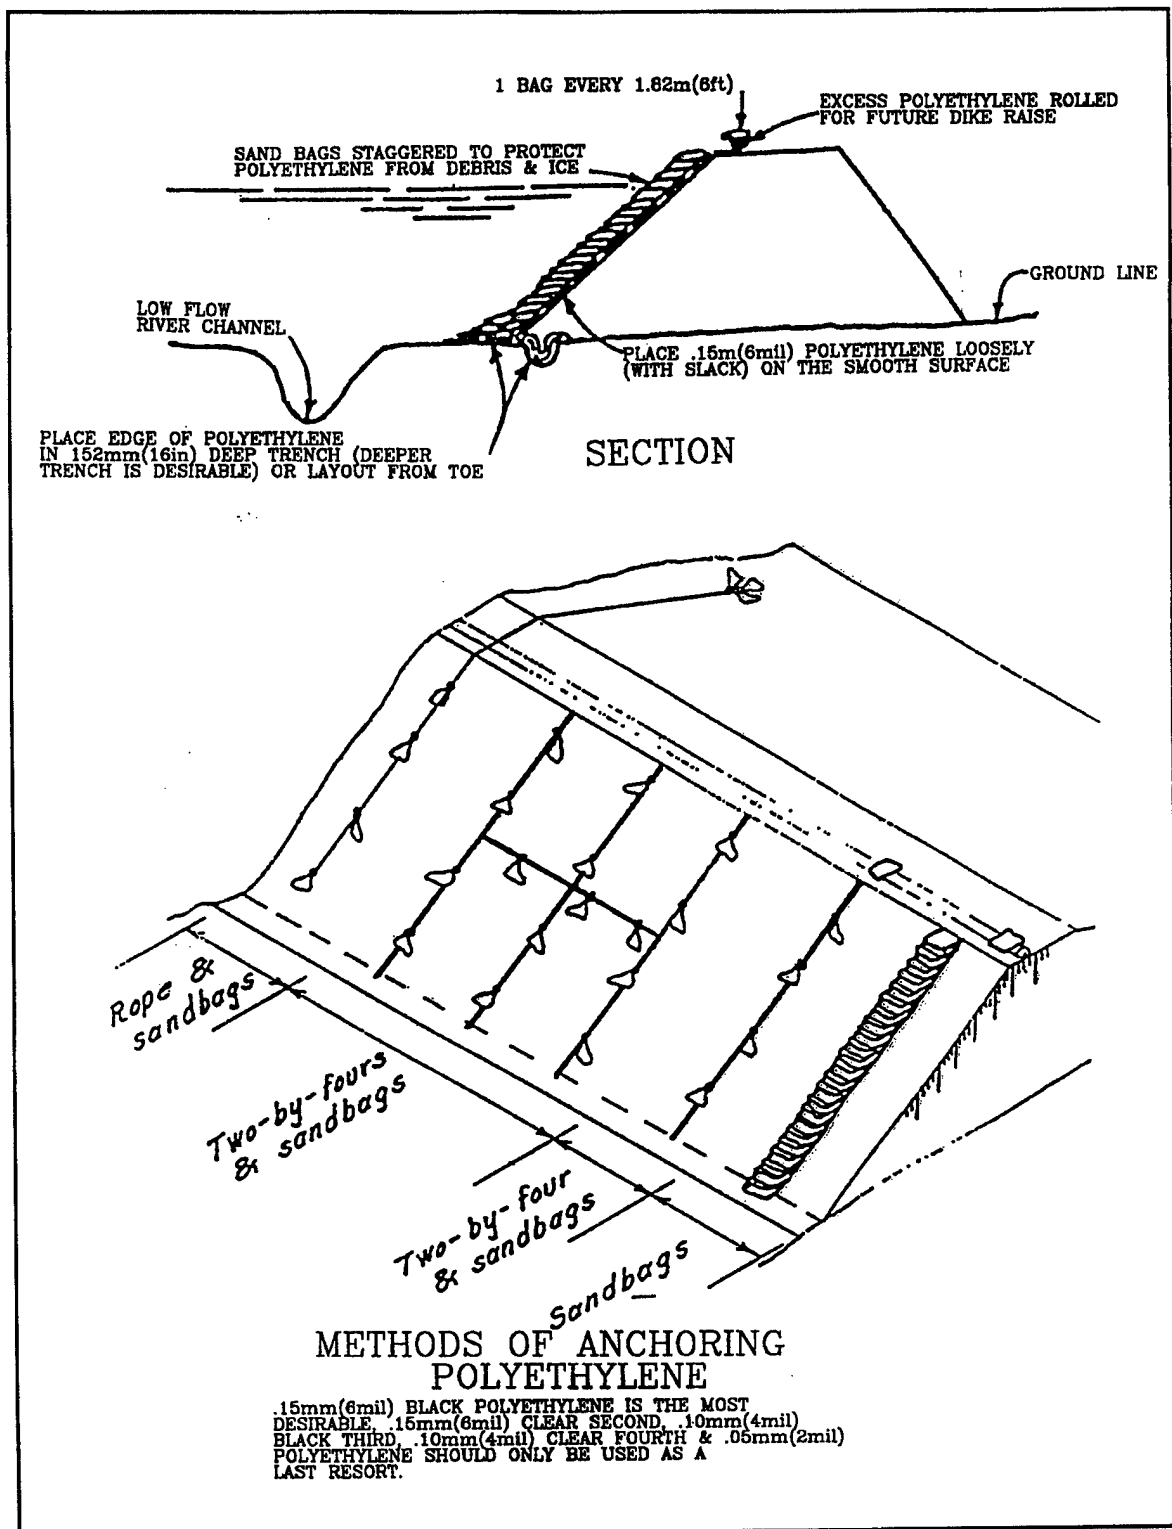 1 BAG EVERY 1.82m(6ft)
EXCESS POLYETHYLENE ROLLED
FOR FUTURE DIKE RAISE
SAND BAGS STAGGERED TO PROTECT
POLYETHYLENE FROM DEBRIS & ICE
GROUND LINE
LOW FLOW
RIVER CHANNEL
PLACE .15m(6mil) POLYETHYLENE LOOSELY
(WITH SLACK) ON THE SMOOTH SURFACE
PLACE EDGE OF POLYETHYLENE
IN 152mm(16in) DEEP TRENCH (DEEPER
TRENCH IS DESIRABLE) OR LAYOUT FROM TOE
SECTION
Rope &
sandbags
Two-by-fours
& sandbags
Two-by-four
& sandbags
Sandbags
METHODS OF ANCHORING
POLYETHYLENE
.15mm(6mil) BLACK POLYETHYLENE IS THE MOST
DESIRABLE, .15mm(6mil) CLEAR SECOND, .10mm(4mil)
BLACK THIRD, .10mm(4mil) CLEAR FOURTH & .05mm(2mil)
POLYETHYLENE SHOULD ONLY BE USED AS A
LAST RESORT.